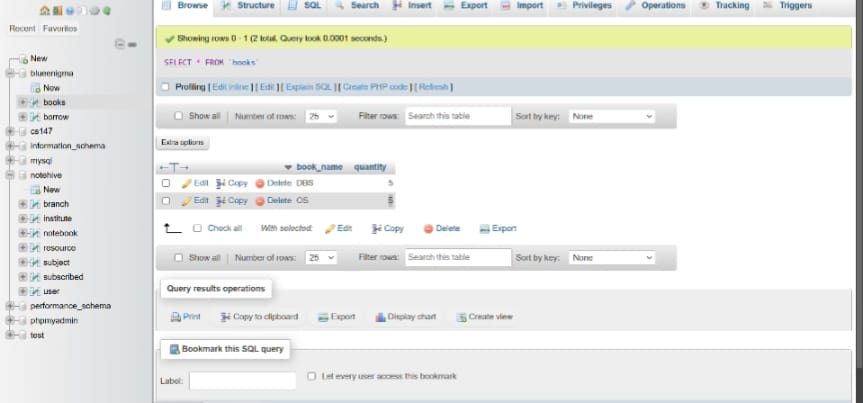 Browse Structure SQL Search Insert Export Import Privileges Operations Tracking Triggers
Recent Favorites
New
blueenigma
New
books
borrow
cs147
information_schema
mysql
notehive
New
branch
institute
notebook
resource
subject
subscribed
user
performance_schema
phpmyadmin
test
Showing rows 0 - 1 (2 total, Query took 0.0001 seconds.)
SELECT * FROM `books`
Profiling [ Edit inline ] [ Edit ] [ Explain SQL ] [ Create PHP code ] [ Refresh ]
Show all Number of rows: 25 Filter rows: Search this table Sort by key: None
Extra options
book_name quantity
Edit Copy Delete DBS 5
Edit Copy Delete OS 5
Check all With selected: Edit Copy Delete Export
Show all Number of rows: 25 Filter rows: Search this table Sort by key: None
Query results operations
Print Copy to clipboard Export Display chart Create view
Bookmark this SQL query
Label: Let every user access this bookmark